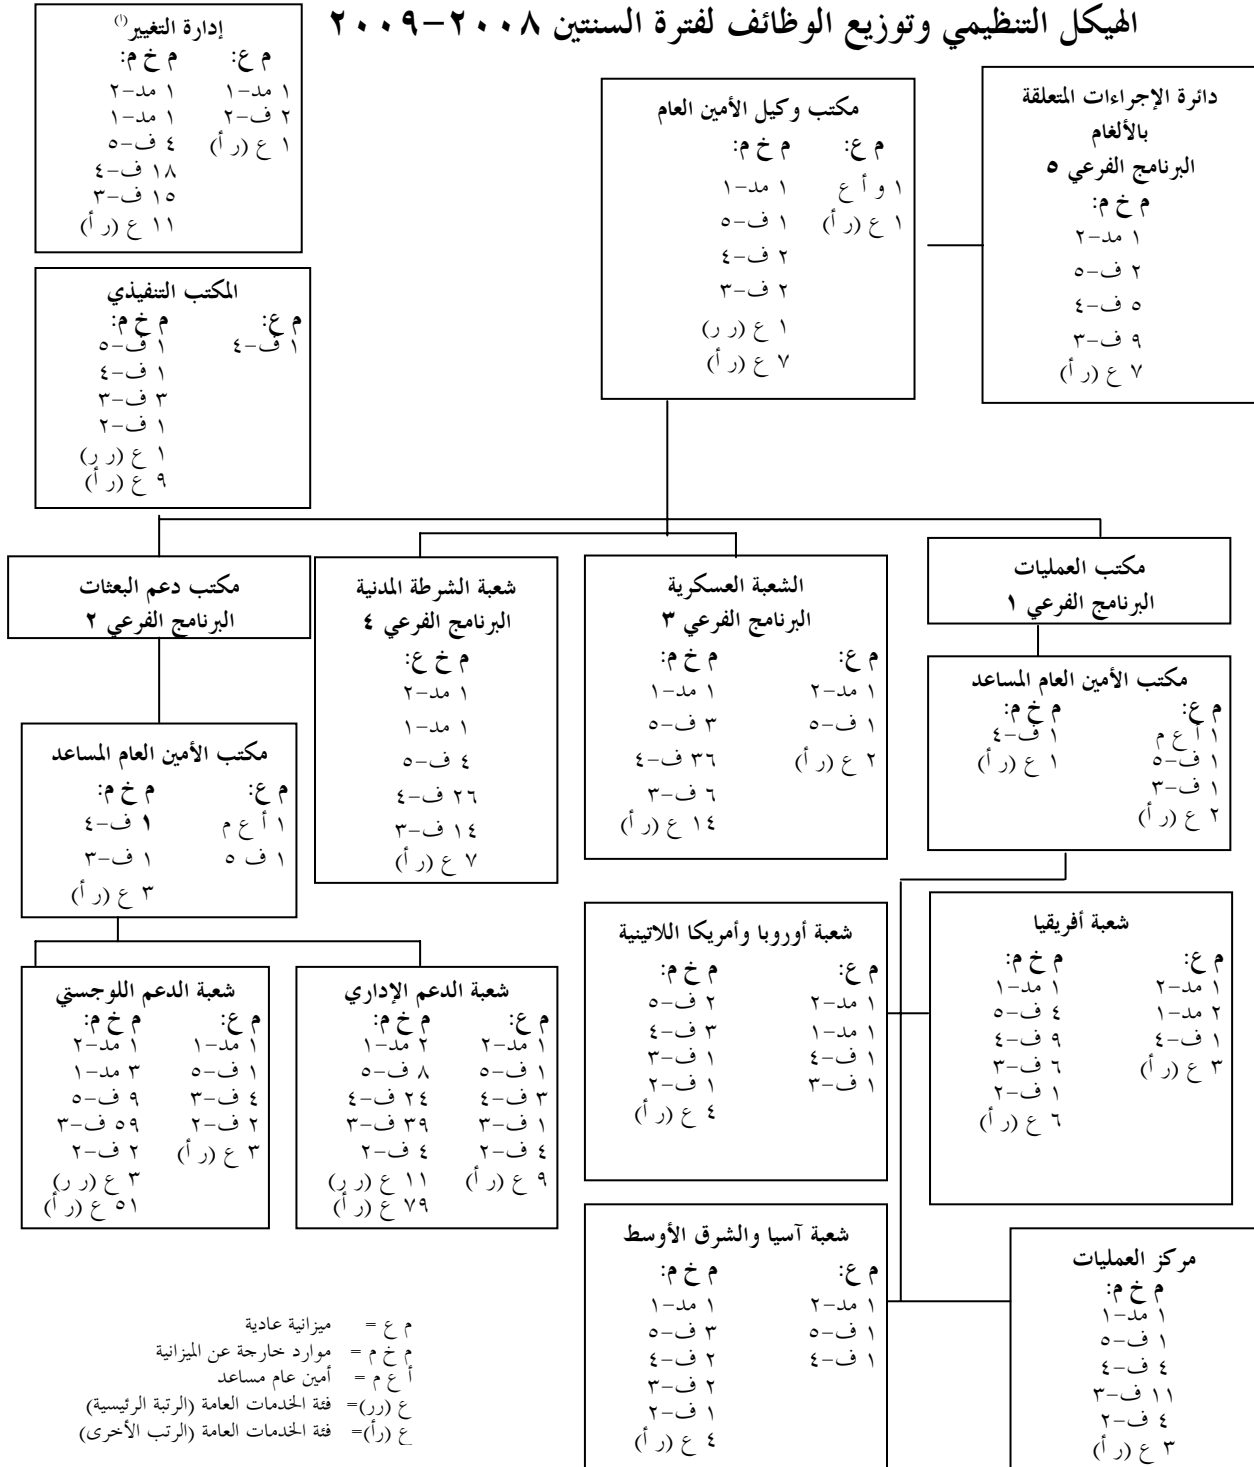 الهيكل التنظيمي وتوزيع الوظائف لفترة السنتين ٢٠٠٨-٢٠٠٩
إدارة التغيير(أ)
م ع: م خ م:
١ مد-١ ١ مد-٢
٢ ف-٢ ١ مد-١
١ ع (ر أ) ٤ ف-٥
١٨ ف-٤
١٥ ف-٣
١١ ع (ر أ)
المكتب التنفيذي
م ع: م خ م:
١ ف-٤ ١ ف-٥
١ ف-٤
٣ ف-٣
١ ف-٢
١ ع (ر ر)
٩ ع (ر أ)
مكتب وكيل الأمين العام
م ع: م خ م:
١ و أ ع ١ مد-١
١ ع (ر أ) ١ ف-٥
٢ ف-٤
٢ ف-٣
١ ع (ر ر)
٧ ع (ر أ)
دائرة الإجراءات المتعلقة
بالألغام
البرنامج الفرعي ٥
م خ م:
١ مد-٢
٢ ف-٥
٥ ف-٤
٩ ف-٣
٧ ع (ر أ)
مكتب العمليات
البرنامج الفرعي ١
مكتب الأمين العام المساعد
م ع: م خ م:
١ أ ع م ١ ف-٤
١ ف-٥ ١ ع (ر أ)
١ ف-٣
٢ ع (ر أ)
الشعبة العسكرية
البرنامج الفرعي ٣
م ع: م خ م:
١ مد-٢ ١ مد-١
١ ف-٥ ٣ ف-٥
٢ ع (ر أ) ٣٦ ف-٤
٦ ف-٣
١٤ ع (ر أ)
شعبة الشرطة المدنية
البرنامج الفرعي ٤
م خ ع:
١ مد-٢
١ مد-١
٤ ف-٥
٢٦ ف-٤
١٤ ف-٣
٧ ع (ر أ)
مكتب دعم البعثات
البرنامج الفرعي ٢
مكتب الأمين العام المساعد
م ع: م خ م:
١ أ ع م ١ ف-٤
١ ف ٥ ١ ف-٣
٣ ع (ر أ)
شعبة أفريقيا
م ع: م خ م:
١ مد-٢ ١ مد-١
٢ مد-١ ٤ ف-٥
١ ف-٤ ٩ ف-٤
٣ ع (ر أ) ٦ ف-٣
١ ف-٢
٦ ع (ر أ)
شعبة أوروبا وأمريكا اللاتينية
م ع: م خ م:
١ مد-٢ ٢ ف-٥
١ مد-١ ٣ ف-٤
١ ف-٤ ١ ف-٣
١ ف-٣ ١ ف-٢
٤ ع (ر أ)
شعبة الدعم الإداري
م ع: م خ م:
١ مد-٢ ٢ مد-١
١ ف-٥ ٨ ف-٥
٣ ف-٤ ٢٤ ف-٤
١ ف-٣ ٣٩ ف-٣
٤ ف-٢ ٤ ف-٢
٩ ع (ر أ) ١١ ع (ر ر)
٧٩ ع (ر أ)
شعبة الدعم اللوجستي
م ع: م خ م:
١ مد-١ ١ مد-٢
١ ف-٥ ٣ مد-١
٤ ف-٣ ٩ ف-٥
٢ ف-٢ ٥٩ ف-٣
٣ ع (ر أ) ٢ ف-٢
٣ ع (ر ر)
٥١ ع (ر أ)
شعبة آسيا والشرق الأوسط
م ع: م خ م:
١ مد-٢ ١ مد-١
١ ف-٥ ٣ ف-٥
١ ف-٤ ٢ ف-٤
٢ ف-٣
١ ف-٢
٤ ع (ر أ)
مركز العمليات
م خ م:
١ مد-١
١ ف-٥
٤ ف-٤
١١ ف-٣
٤ ف-٢
٣ ع (ر أ)
م ع = ميزانية عادية
م خ م = موارد خارجة عن الميزانية
أ ع م = أمين عام مساعد
ع (رر)= فئة الخدمات العامة (الرتبة الرئيسية)
ع (رأ)= فئة الخدمات العامة (الرتب الأخرى)